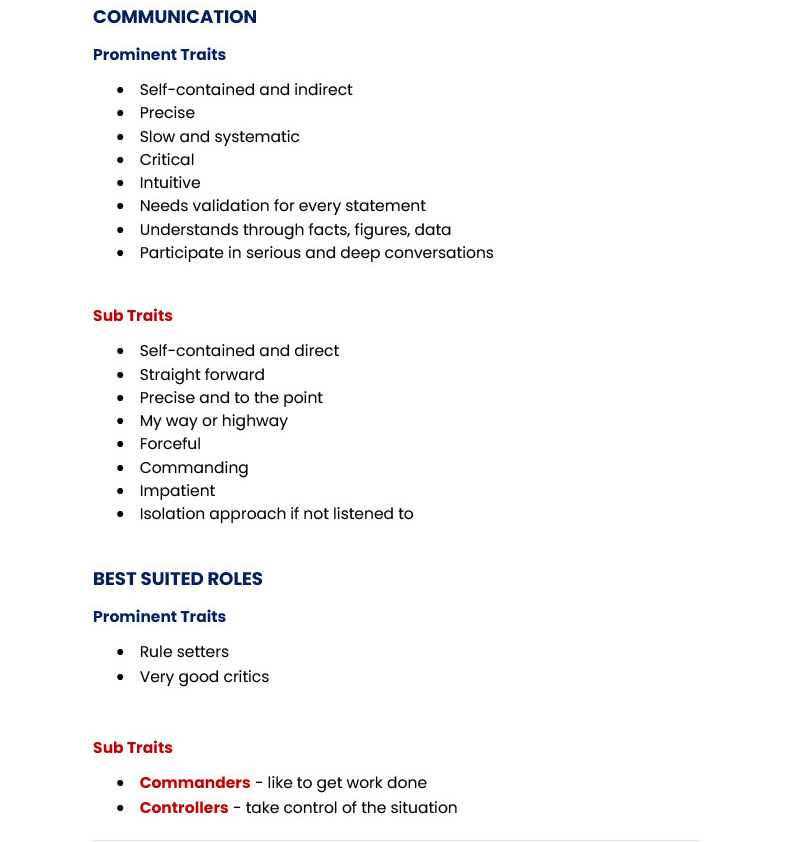 COMMUNICATION
Prominent Traits
• Self-contained and indirect
• Precise
• Slow and systematic
• Critical
• Intuitive
• Needs validation for every statement
• Understands through facts, figures, data
• Participate in serious and deep conversations
Sub Traits
• Self-contained and direct
• Straight forward
• Precise and to the point
• My way or highway
• Forceful
• Commanding
• Impatient
• Isolation approach if not listened to
BEST SUITED ROLES
Prominent Traits
• Rule setters
• Very good critics
Sub Traits
• Commanders - like to get work done
• Controllers - take control of the situation